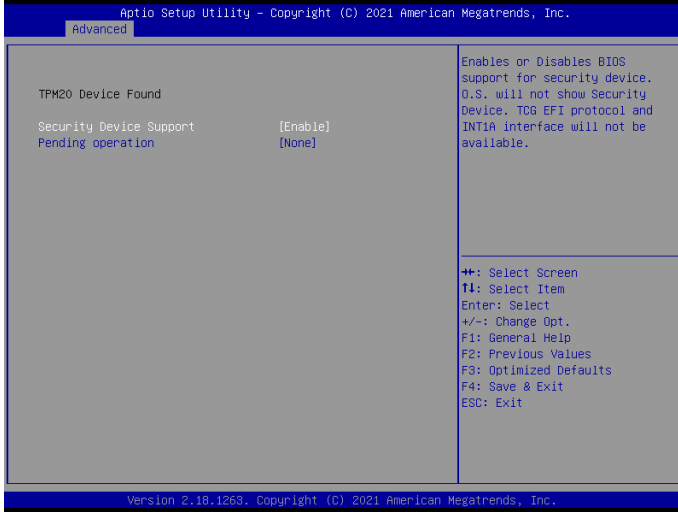 Aptio Setup Utility – Copyright (C) 2021 American Megatrends, Inc.
Advanced
TPM20 Device Found
Security Device Support [Enable]
Pending operation [None]
Enables or Disables BIOS
support for security device.
O.S. will not show Security
Device. TCG EFI protocol and
INT1A interface will not be
available.
→←: Select Screen
↑↓: Select Item
Enter: Select
+/-: Change Opt.
F1: General Help
F2: Previous Values
F3: Optimized Defaults
F4: Save & Exit
ESC: Exit
Version 2.18.1263. Copyright (C) 2021 American Megatrends, Inc.